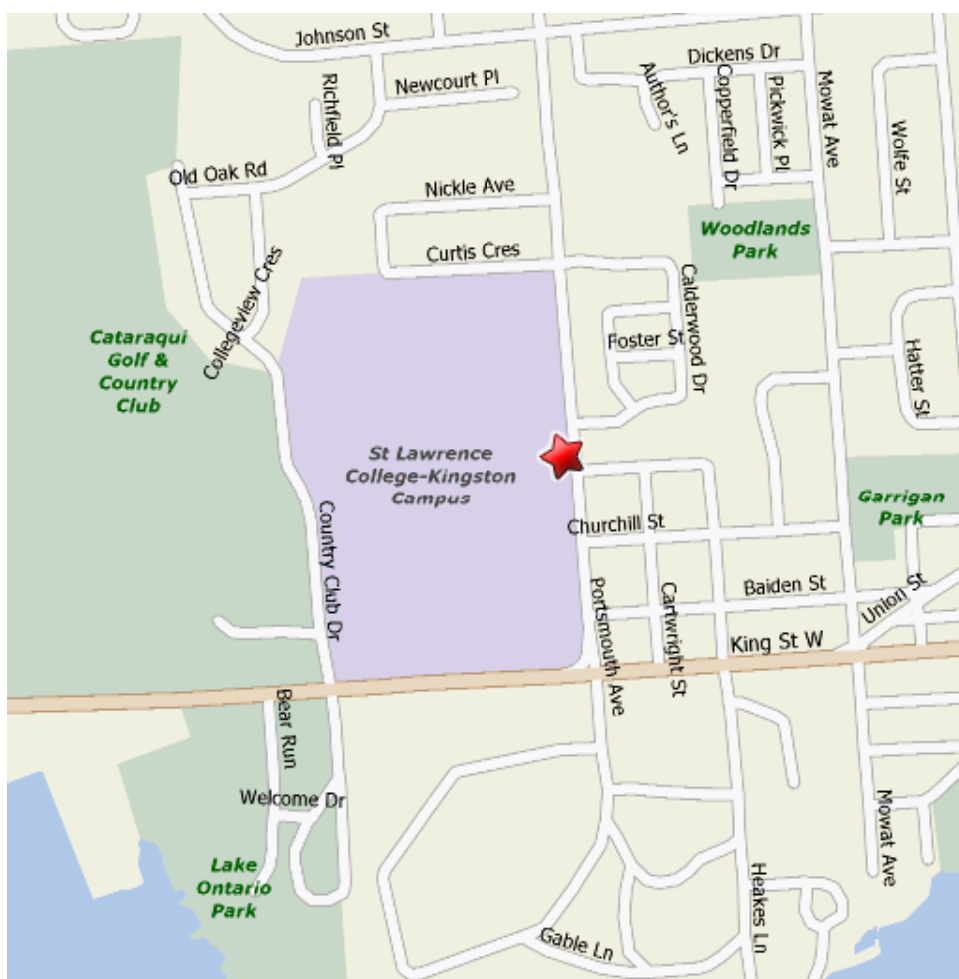 Johnson St
Dickens Dr
Newcourt Pl
Richfield Pl
Author's Ln
Copperfield Dr
Pickwick Pl
Mowat Ave
Wolfe St
Old Oak Rd
Nickle Ave
Woodlands
Park
Curtis Cres
Collegeview Cres
Calderwood Dr
Cataraqui
Golf &
Country
Club
Foster St
Hatter St
St Lawrence
College-Kingston
Campus
Garrigan
Park
Country Club Dr
Churchill St
Portsmouth Ave
Cartwright St
Baiden St
Union St
King St W
Bear Run
Welcome Dr
Mowat Ave
Lake
Ontario
Park
Heakes Ln
Gable Ln